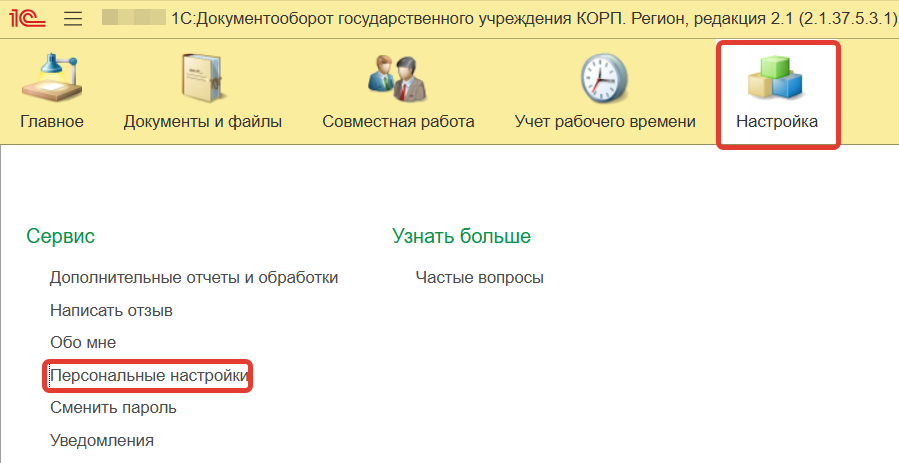 1С 1С:Документооборот государственного учреждения КОРП. Регион, редакция 2.1 (2.1.37.5.3.1)
Главное Документы и файлы Совместная работа Учет рабочего времени Настройка
Сервис
Дополнительные отчеты и обработки
Написать отзыв
Обо мне
Персональные настройки
Сменить пароль
Уведомления
Узнать больше
Частые вопросы